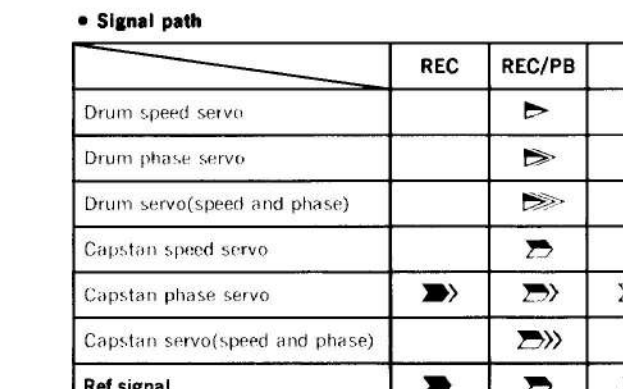 • Signal path
REC REC/PB
Drum speed servo
Drum phase servo
Drum servo(speed and phase)
Capstan speed servo
Capstan phase servo
Capstan servo(speed and phase)
Ref signal